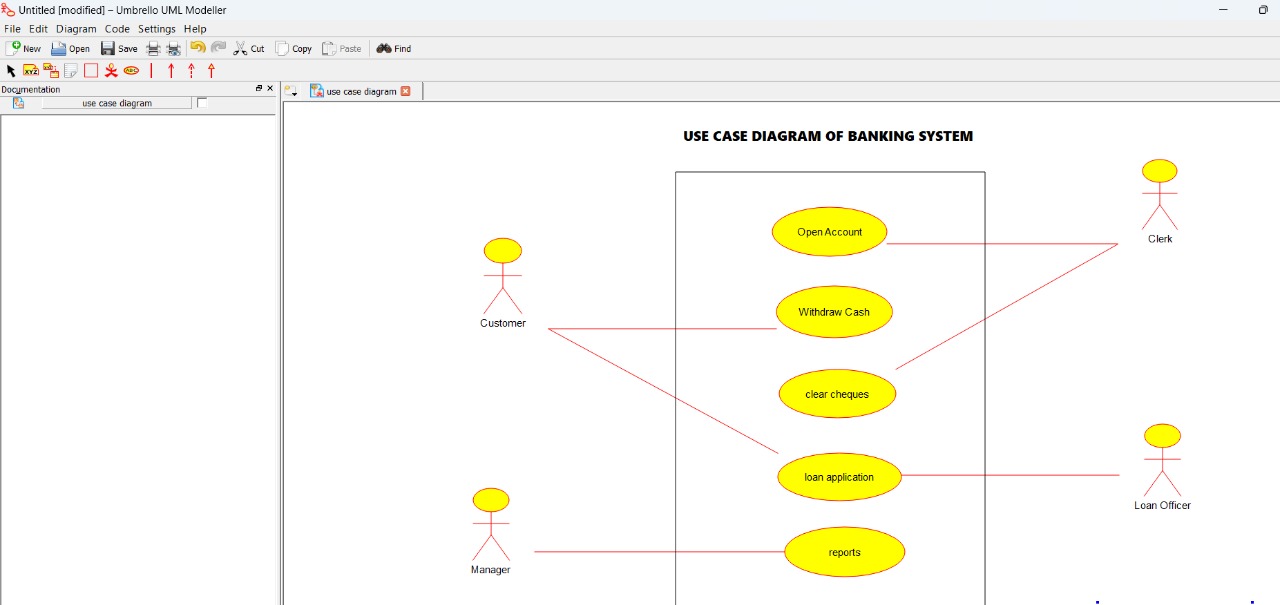 Untitled [modified] – Umbrello UML Modeller
File Edit Diagram Code Settings Help
New Open Save Cut Copy Paste Find
XYZ ABC
Documentation
use case diagram
use case diagram
USE CASE DIAGRAM OF BANKING SYSTEM
Open Account
Clerk
Withdraw Cash
Customer
clear cheques
loan application
Loan Officer
reports
Manager